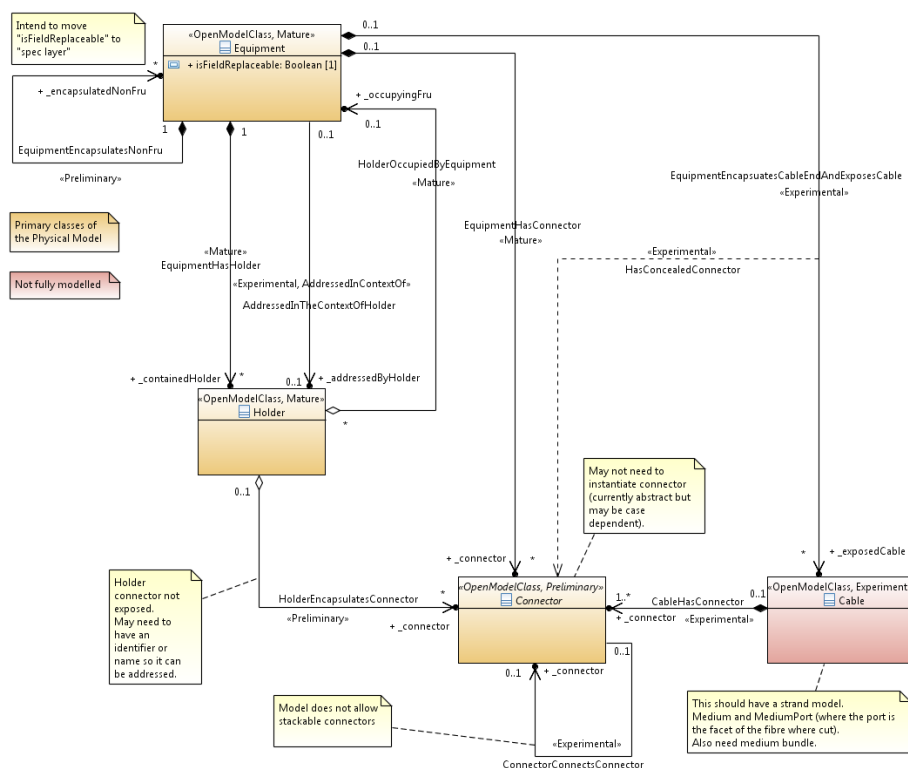 Intend to move
"isFieldReplaceable" to
"spec layer"
«OpenModelClass, Mature»
Equipment
+ isFieldReplaceable: Boolean [1]
0..1
0..1
*
+ _encapsulatedNonFru
1
EquipmentEncapsulatesNonFru
«Preliminary»
1
0..1
+ _occupyingFru
0..1
HolderOccupiedByEquipment
«Mature»
EquipmentEncapsuatesCableEndAndExposesCable
«Experimental»
Primary classes of
the Physical Model
Not fully modelled
EquipmentHasConnector
«Mature»
«Mature»
EquipmentHasHolder
«Experimental, AddressedInContextOf»
AddressedInTheContextOfHolder
«Experimental»
HasConcealedConnector
+ _containedHolder
*
0..1
+ _addressedByHolder
«OpenModelClass, Mature»
Holder
*
0..1
May not need to
instantiate connector
(currently abstract but
may be case
dependent).
+ _connector
*
*
+ _exposedCable
Holder
connector not
exposed.
May need to
have an
identifier or
name so it can
be addressed.
HolderEncapsulatesConnector
«Preliminary»
*
+ _connector
«OpenModelClass, Preliminary»
Connector
1..*
+ _connector
CableHasConnector
«Experimental»
0..1
«OpenModelClass, Experiment
Cable
0..1
0..1
+ _connector
Model does not allow
stackable connectors
«Experimental»
ConnectorConnectsConnector
This should have a strand model.
Medium and MediumPort (where the port is
the facet of the fibre where cut).
Also need medium bundle.